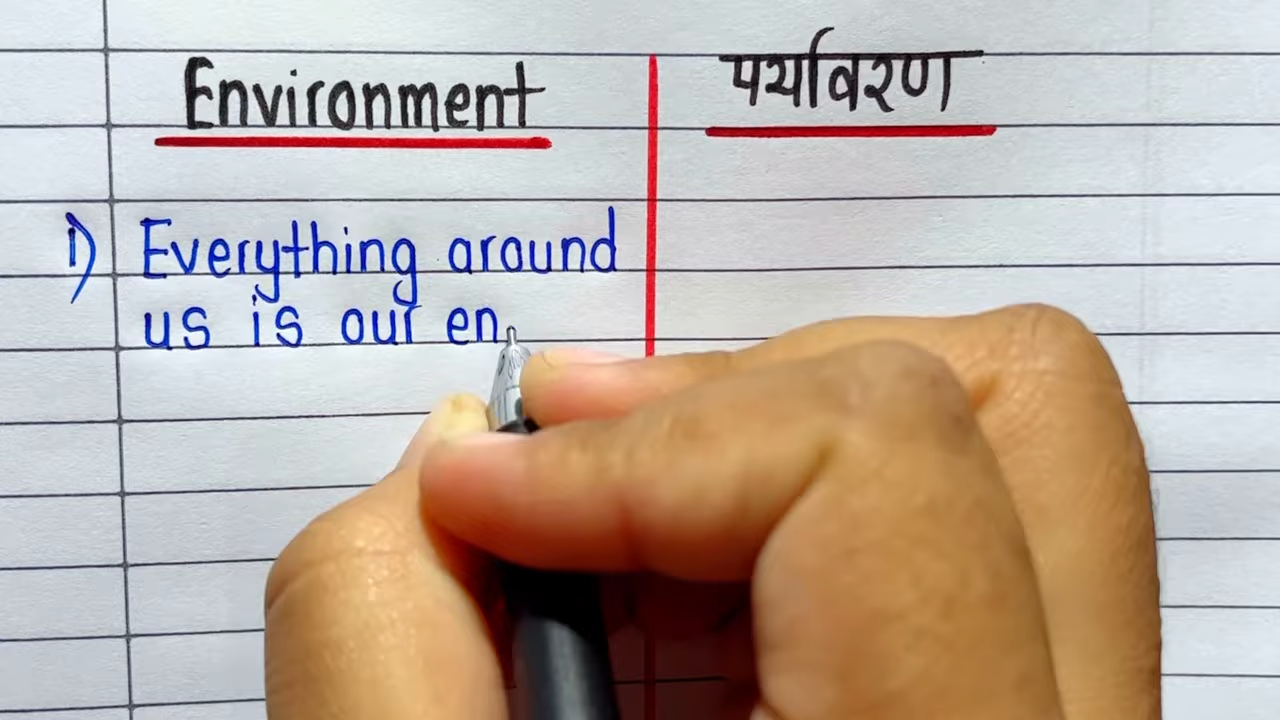 Environment
पर्यावरण
1) Everything around
us is our en